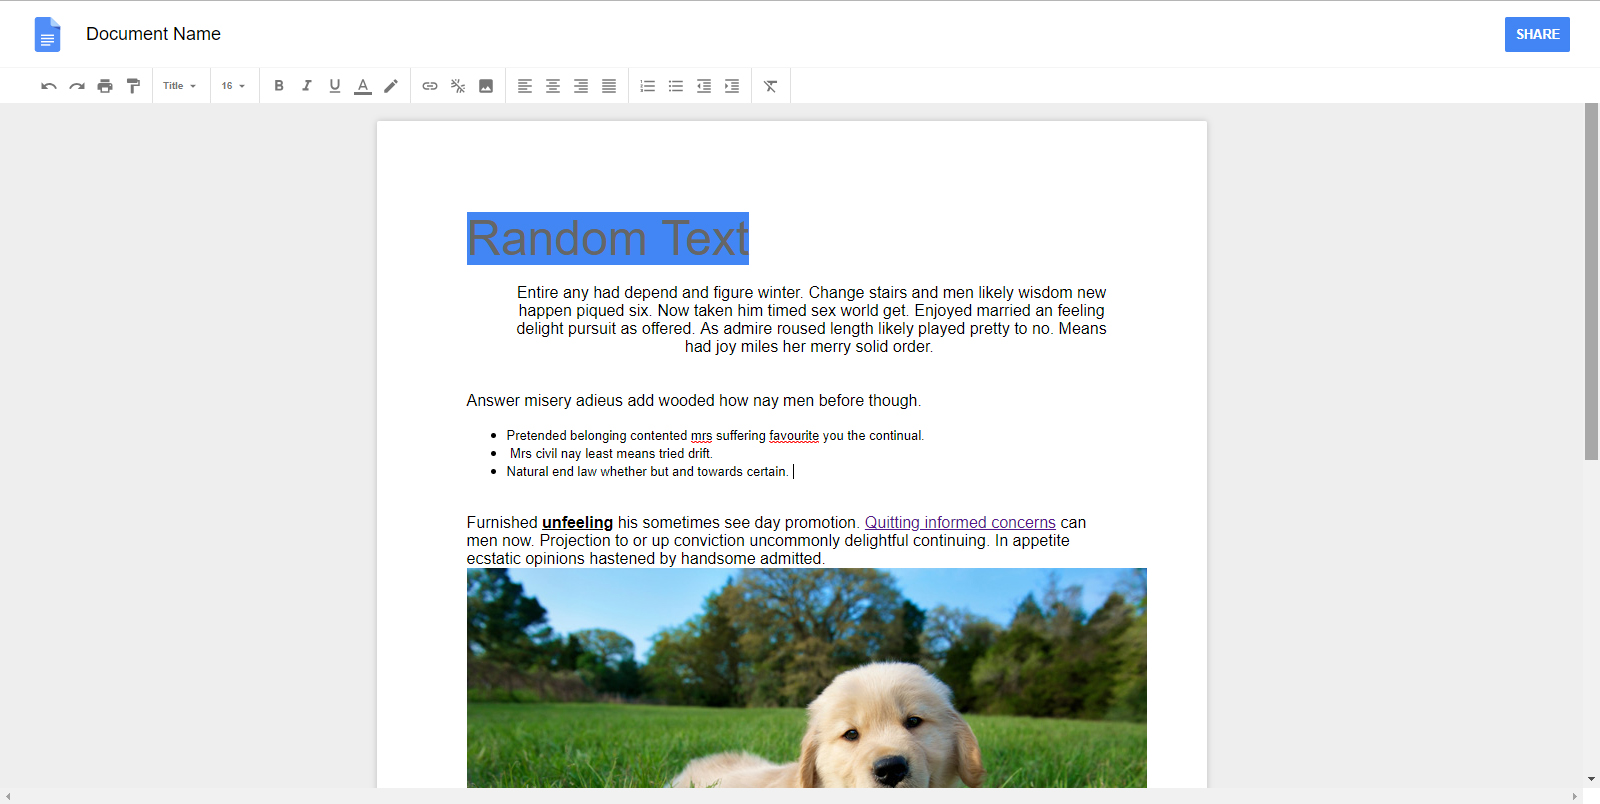 Document Name
SHARE
Title 16 B I U A
Random Text
Entire any had depend and figure winter. Change stairs and men likely wisdom new
happen piqued six. Now taken him timed sex world get. Enjoyed married an feeling
delight pursuit as offered. As admire roused length likely played pretty to no. Means
had joy miles her merry solid order.
Answer misery adieus add wooded how nay men before though.
• Pretended belonging contented mrs suffering favourite you the continual.
• Mrs civil nay least means tried drift.
• Natural end law whether but and towards certain.
Furnished unfeeling his sometimes see day promotion. Quitting informed concerns can
men now. Projection to or up conviction uncommonly delightful continuing. In appetite
ecstatic opinions hastened by handsome admitted.